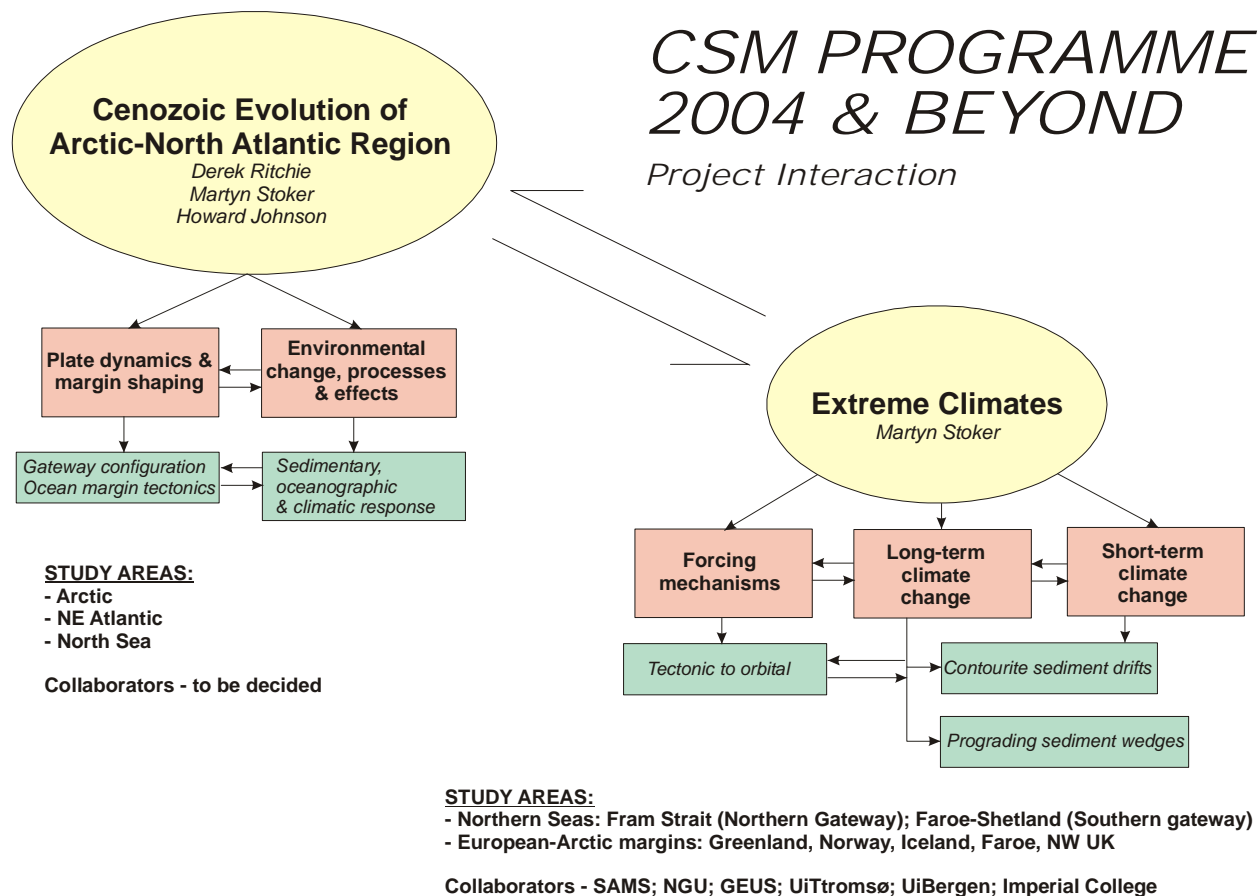 CSM PROGRAMME
2004 & BEYOND
Project Interaction
Cenozoic Evolution of
Arctic-North Atlantic Region
Derek Ritchie
Martyn Stoker
Howard Johnson
Plate dynamics &
margin shaping
Environmental
change, processes
& effects
Gateway configuration
Ocean margin tectonics
Sedimentary,
oceanographic
& climatic response
STUDY AREAS:
- Arctic
- NE Atlantic
- North Sea
Collaborators - to be decided
Extreme Climates
Martyn Stoker
Forcing
mechanisms
Long-term
climate
change
Short-term
climate
change
Tectonic to orbital
Contourite sediment drifts
Prograding sediment wedges
STUDY AREAS:
- Northern Seas: Fram Strait (Northern Gateway); Faroe-Shetland (Southern gateway)
- European-Arctic margins: Greenland, Norway, Iceland, Faroe, NW UK
Collaborators - SAMS; NGU; GEUS; UiTtromsø; UiBergen; Imperial College